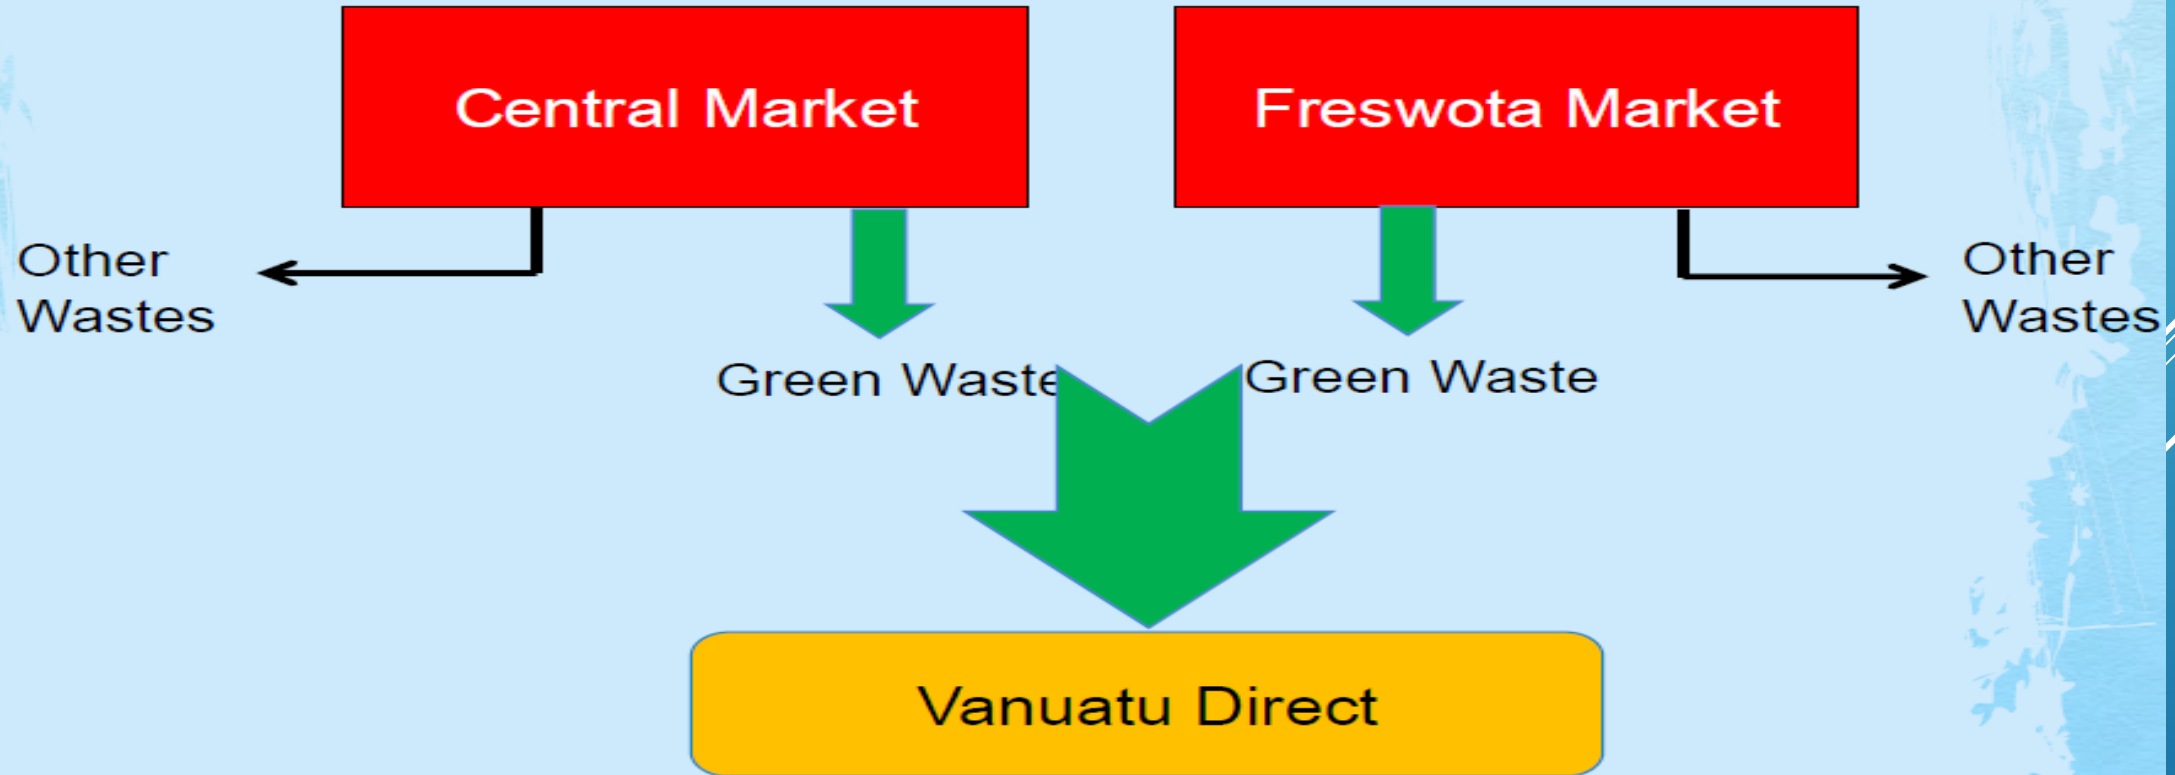 Central Market
Freswota Market
Other
Wastes
Other
Wastes
Green Waste
Green Waste
Vanuatu Direct